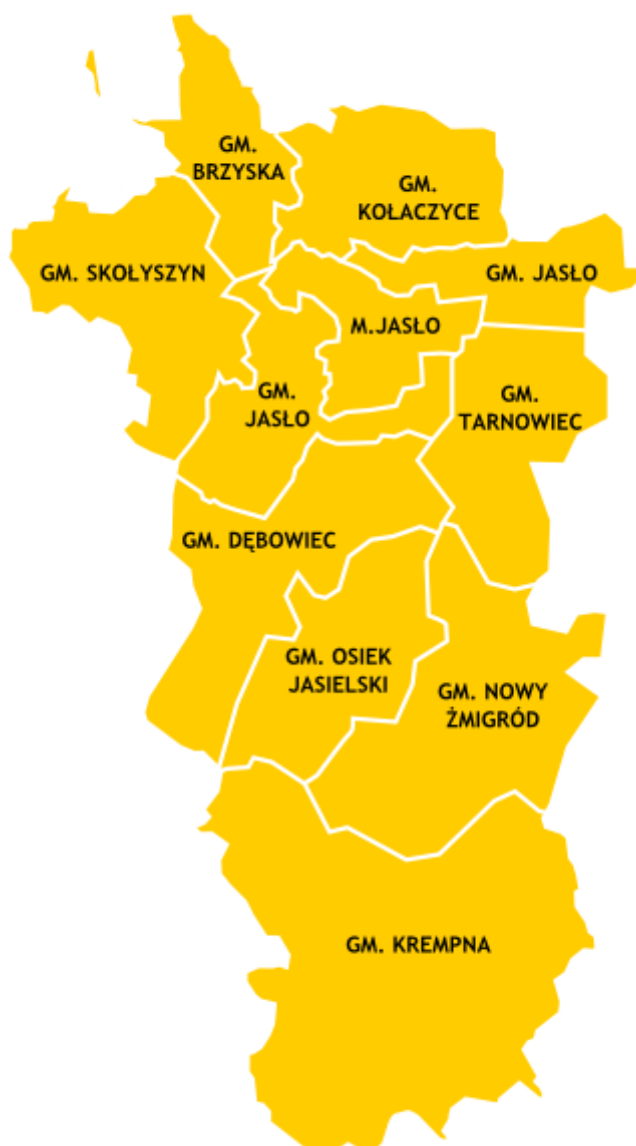 GM.
BRZYSKA
GM.
KOŁACZYCE
GM. SKOŁYSZYN
GM. JASŁO
M.JASŁO
GM.
JASŁO
GM.
TARNOWIEC
GM. DĘBOWIEC
GM. OSIEK
JASIELSKI
GM. NOWY
ŻMIGRÓD
GM. KREMPNA